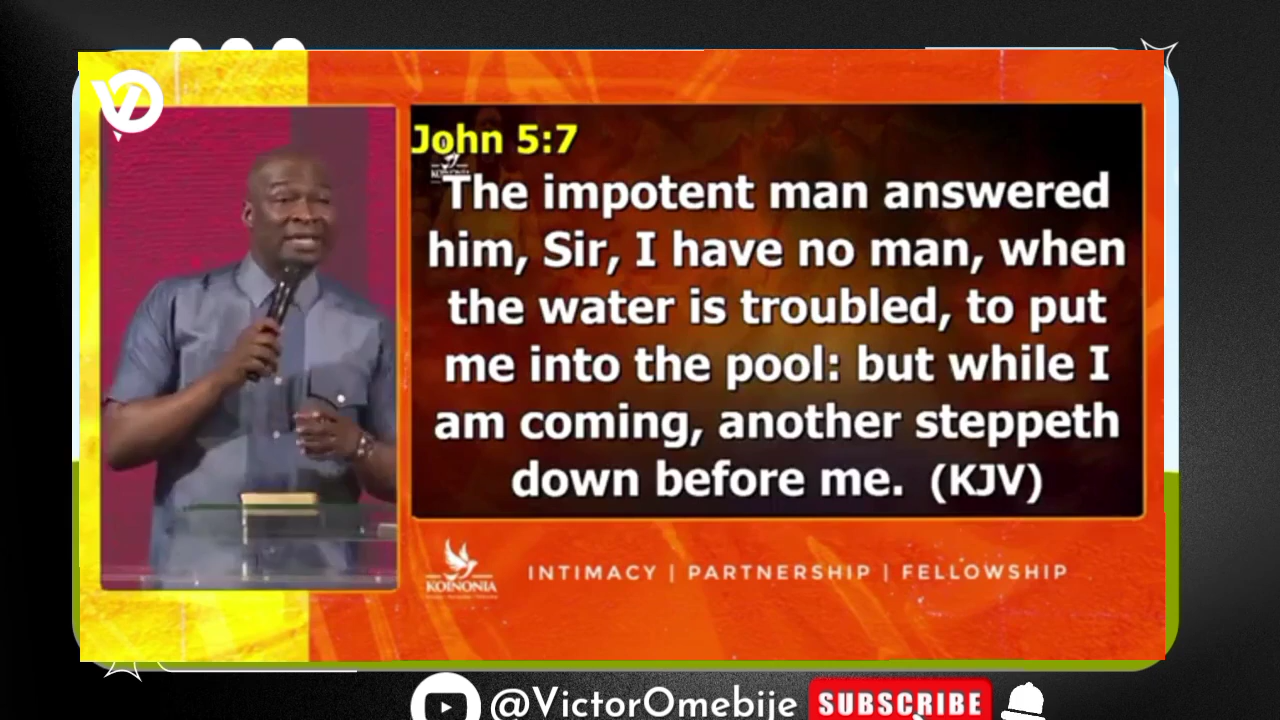 John 5:7
The impotent man answered
him, Sir, I have no man, when
the water is troubled, to put
me into the pool: but while I
am coming, another steppeth
down before me. (KJV)
KOINONIA
INTIMACY | PARTNERSHIP | FELLOWSHIP
@VictorOmebije SUBSCRIBE